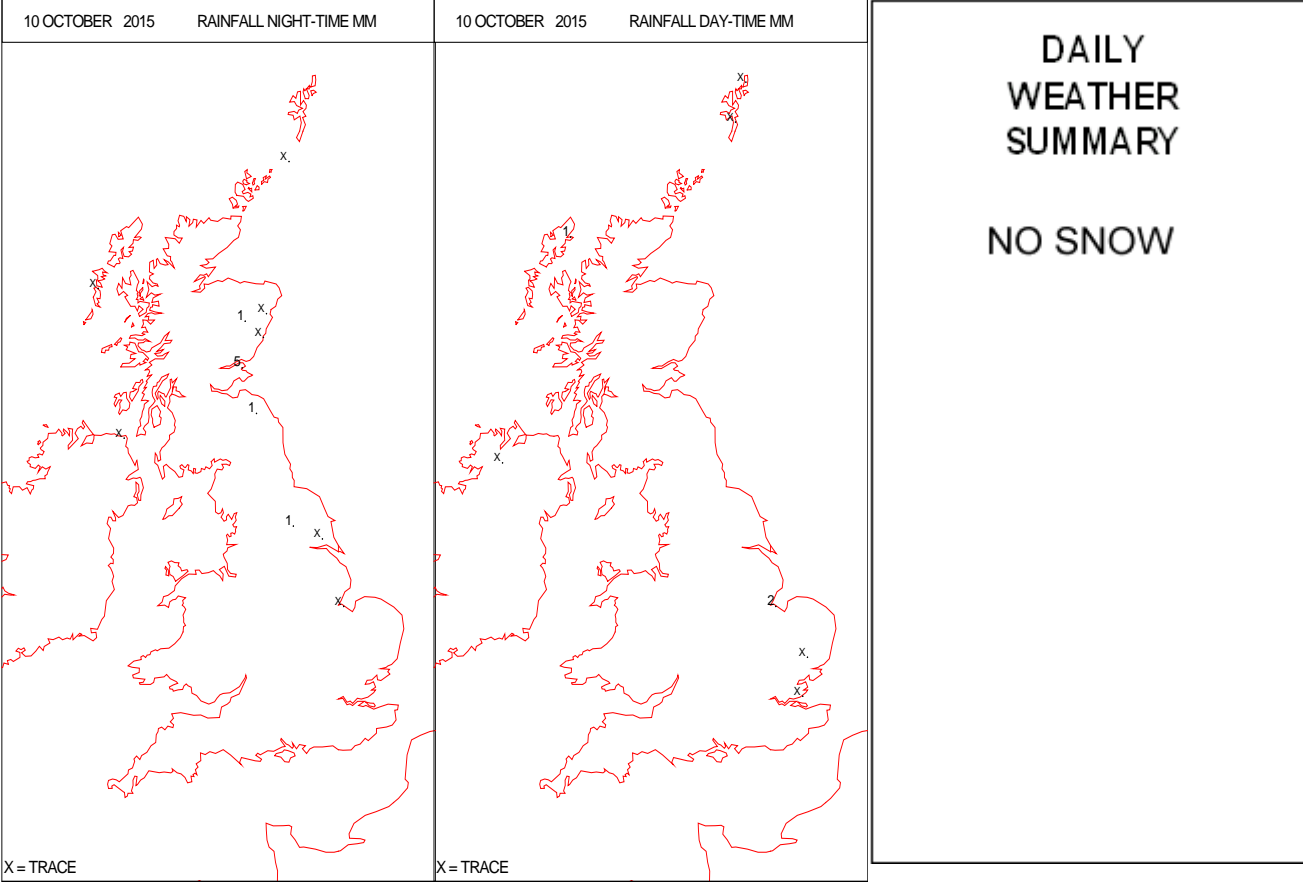 10 OCTOBER 2015 RAINFALL NIGHT-TIME MM
X.
X
X.
1.
X.
5.
1.
X.
1.
X.
X.
X = TRACE
10 OCTOBER 2015 RAINFALL DAY-TIME MM
X
X.
1.
X.
2.
X.
X.
X = TRACE
DAILY
WEATHER
SUMMARY
NO SNOW